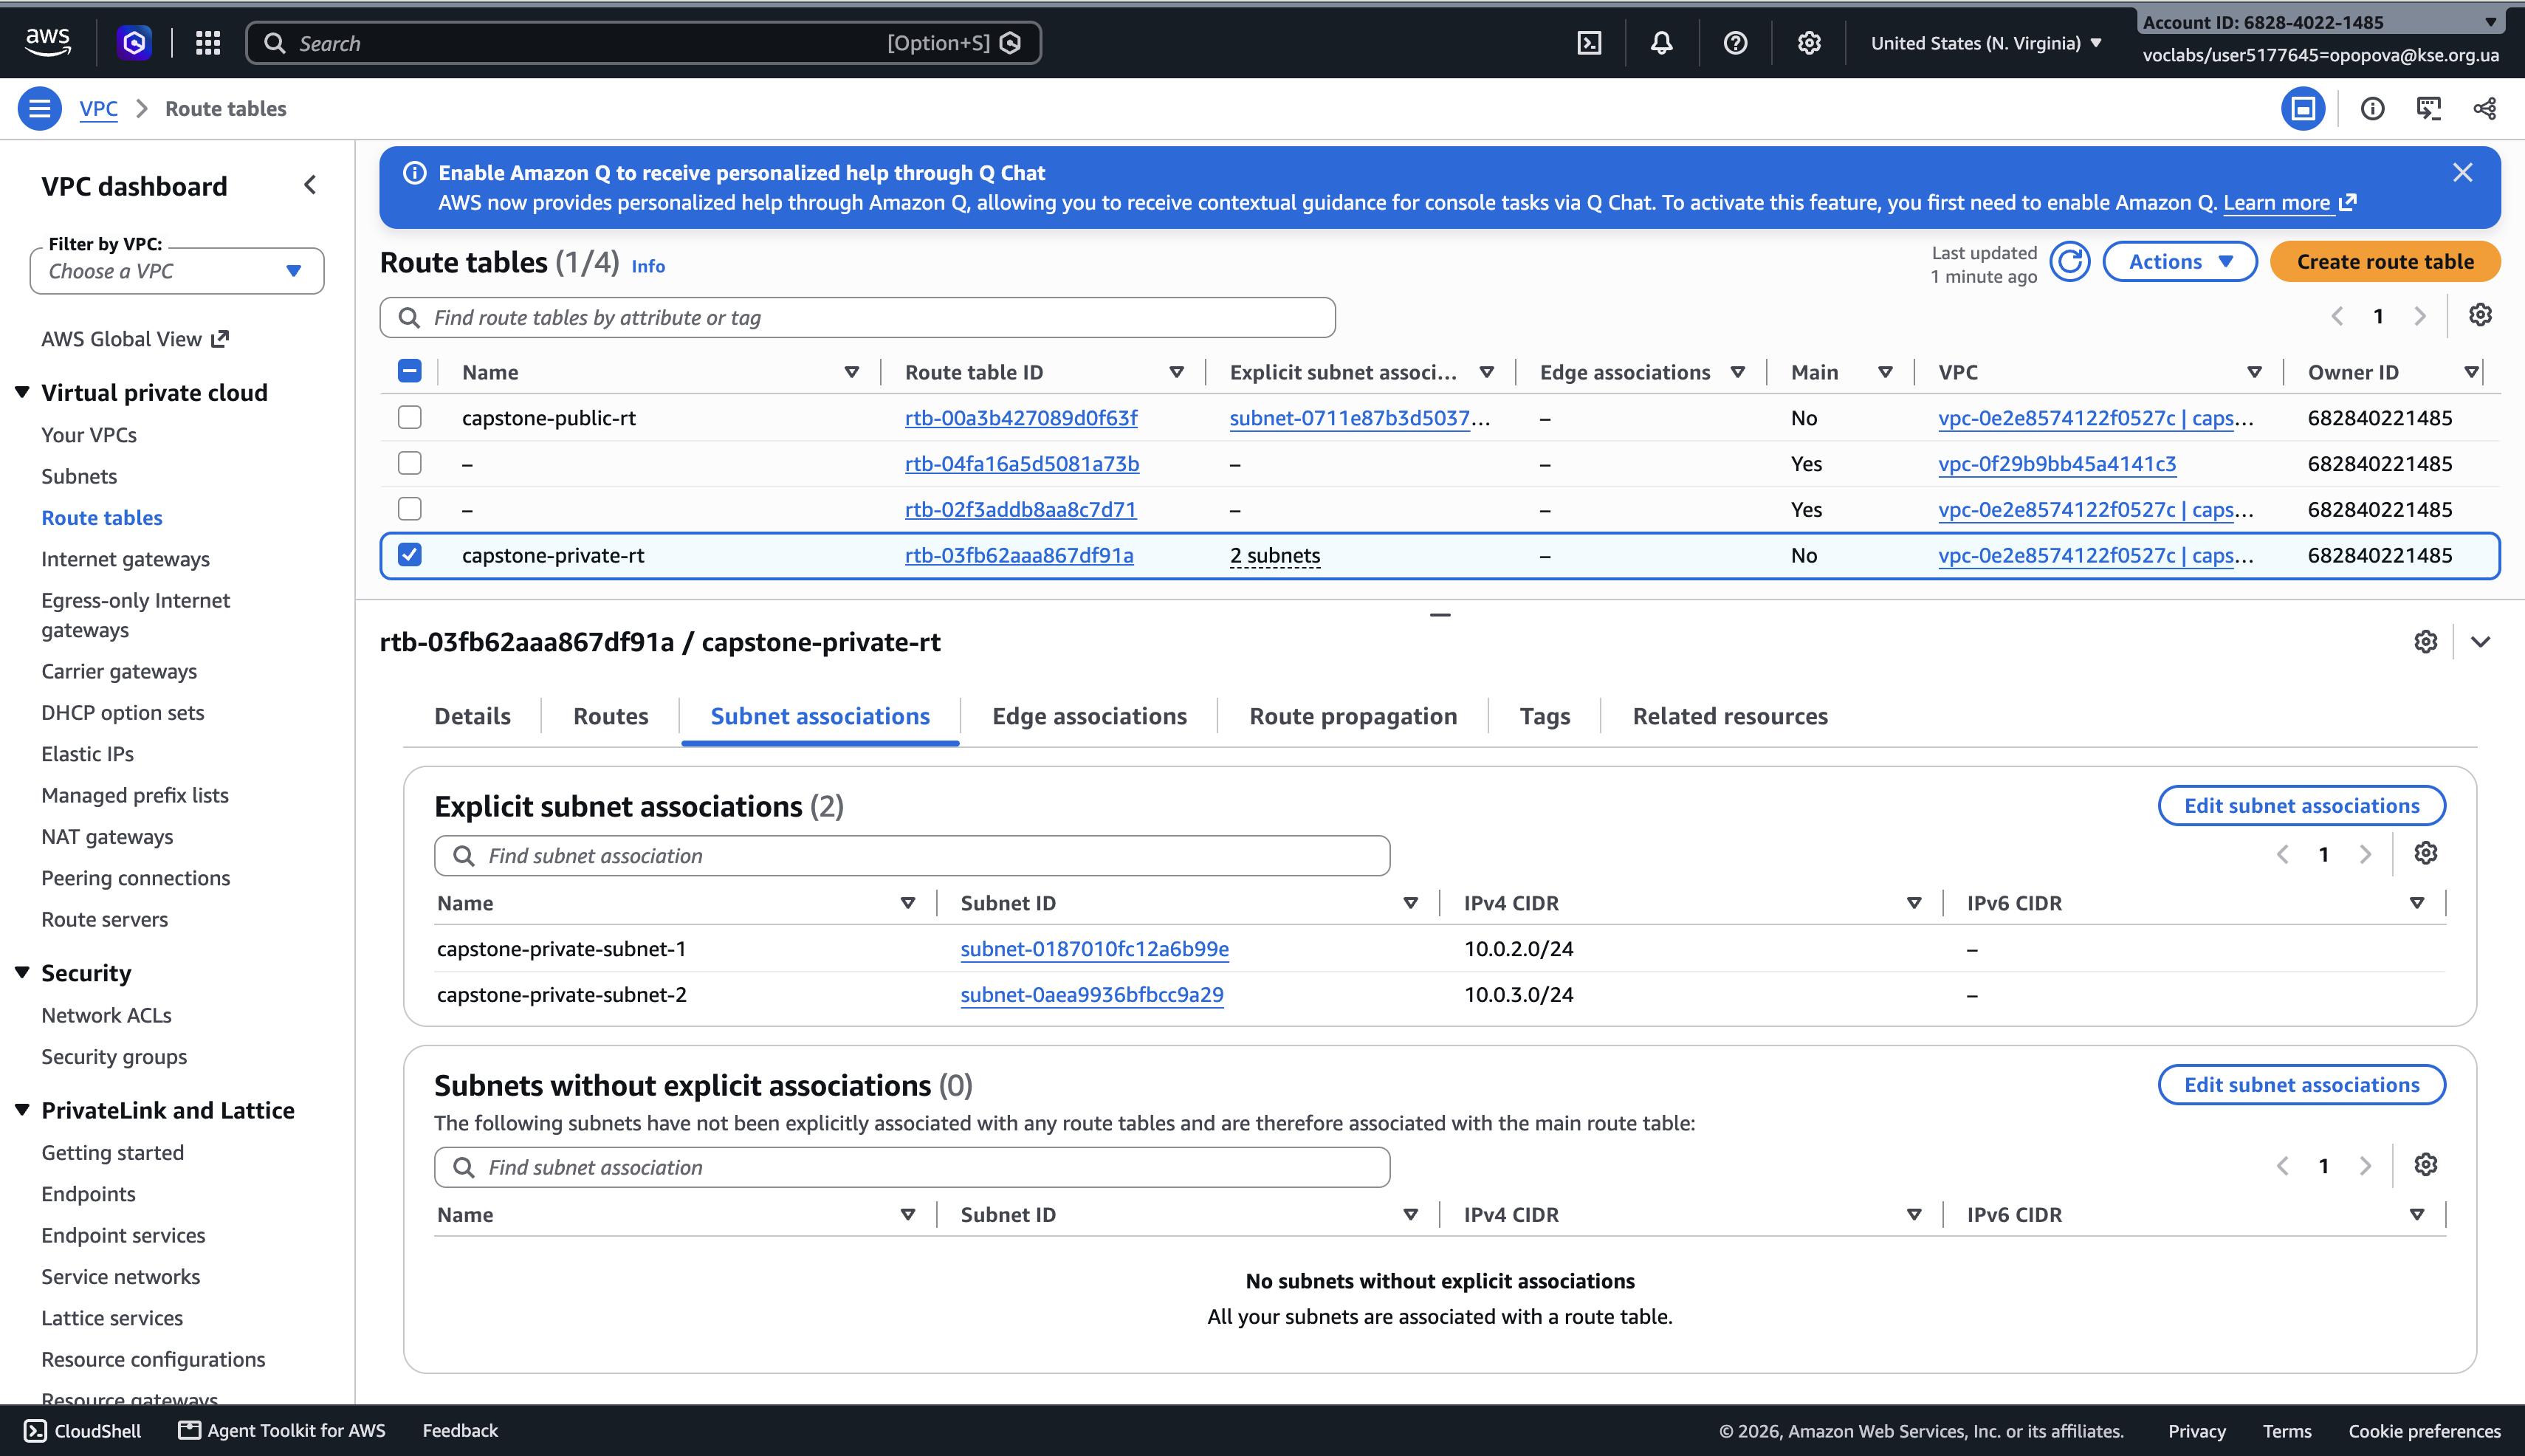 aws
Search
[Option+S]
United States (N. Virginia)
Account ID: 6828-4022-1485
voclabs/user5177645=opopova@kse.org.ua
VPC
Route tables
VPC dashboard
Filter by VPC:
Choose a VPC
AWS Global View
Virtual private cloud
Your VPCs
Subnets
Route tables
Internet gateways
Egress-only Internet
gateways
Carrier gateways
DHCP option sets
Elastic IPs
Managed prefix lists
NAT gateways
Peering connections
Route servers
Security
Network ACLs
Security groups
PrivateLink and Lattice
Getting started
Endpoints
Endpoint services
Service networks
Lattice services
Resource configurations
Resource gateways
Enable Amazon Q to receive personalized help through Q Chat
AWS now provides personalized help through Amazon Q, allowing you to receive contextual guidance for console tasks via Q Chat. To activate this feature, you first need to enable Amazon Q. Learn more
Route tables (1/4) Info
Last updated
1 minute ago
Actions
Create route table
Find route tables by attribute or tag
1
Name Route table ID Explicit subnet associ... Edge associations Main VPC Owner ID
capstone-public-rt rtb-00a3b427089d0f63f subnet-0711e87b3d5037... – No vpc-0e2e8574122f0527c | caps... 682840221485
– rtb-04fa16a5d5081a73b – – Yes vpc-0f29b9bb45a4141c3 682840221485
– rtb-02f3addb8aa8c7d71 – – Yes vpc-0e2e8574122f0527c | caps... 682840221485
capstone-private-rt rtb-03fb62aaa867df91a 2 subnets – No vpc-0e2e8574122f0527c | caps... 682840221485
rtb-03fb62aaa867df91a / capstone-private-rt
Details Routes Subnet associations Edge associations Route propagation Tags Related resources
Explicit subnet associations (2)
Edit subnet associations
Find subnet association
1
Name Subnet ID IPv4 CIDR IPv6 CIDR
capstone-private-subnet-1 subnet-0187010fc12a6b99e 10.0.2.0/24 –
capstone-private-subnet-2 subnet-0aea9936bfbcc9a29 10.0.3.0/24 –
Subnets without explicit associations (0)
Edit subnet associations
The following subnets have not been explicitly associated with any route tables and are therefore associated with the main route table:
Find subnet association
1
Name Subnet ID IPv4 CIDR IPv6 CIDR
No subnets without explicit associations
All your subnets are associated with a route table.
CloudShell Agent Toolkit for AWS Feedback
© 2026, Amazon Web Services, Inc. or its affiliates. Privacy Terms Cookie preferences